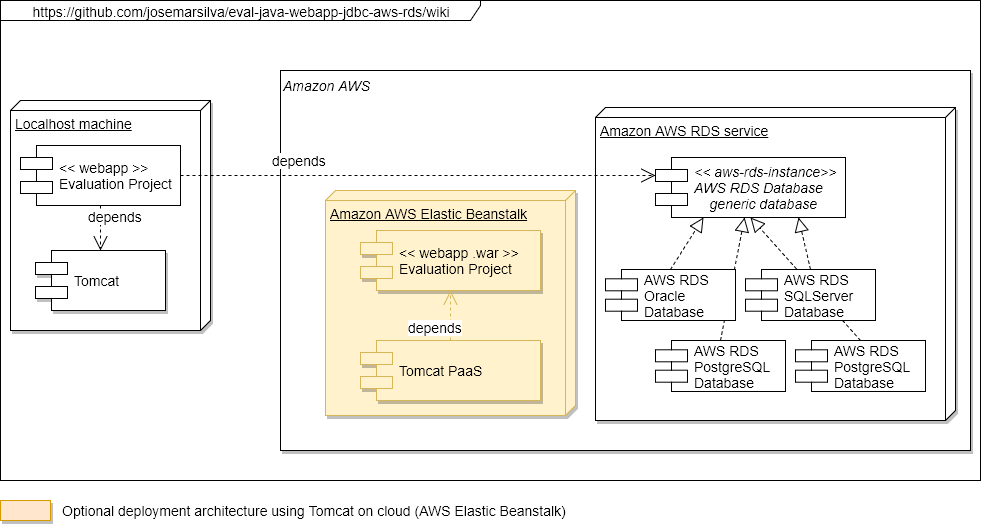 https://github.com/josemarsilva/eval-java-webapp-jdbc-aws-rds/wiki
Amazon AWS
Localhost machine
<< webapp >>
Evaluation Project
depends
Tomcat
depends
Amazon AWS Elastic Beanstalk
<< webapp .war >>
Evaluation Project
depends
Tomcat PaaS
Amazon AWS RDS service
<< aws-rds-instance>>
AWS RDS Database
generic database
AWS RDS
Oracle
Database
AWS RDS
SQLServer
Database
AWS RDS
PostgreSQL
Database
AWS RDS
PostgreSQL
Database
Optional deployment architecture using Tomcat on cloud (AWS Elastic Beanstalk)